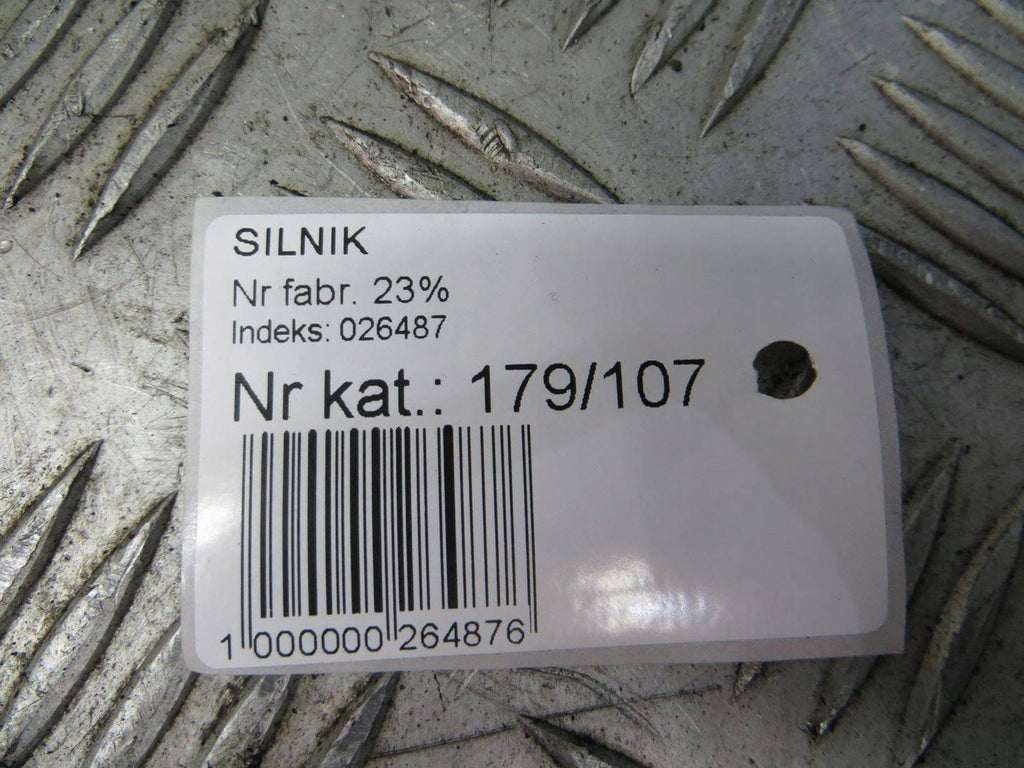 SILNIK
Nr fabr. 23%
Indeks: 026487
Nr kat.: 179/107
1 000000 264876